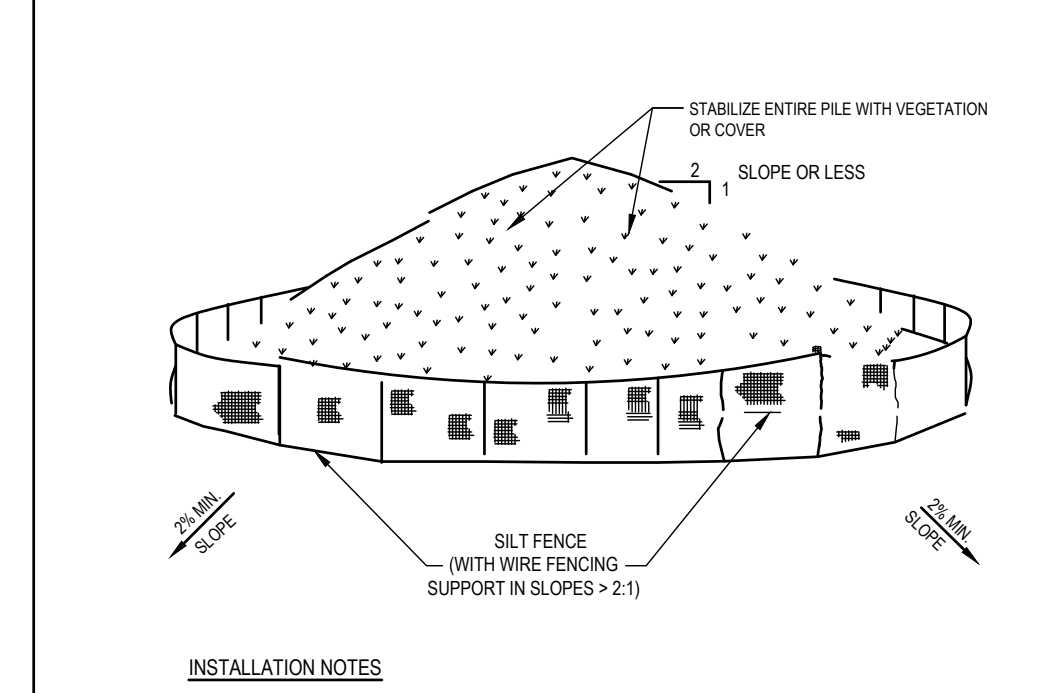 STABILIZE ENTIRE PILE WITH VEGETATION
OR COVER
2
1
SLOPE OR LESS
2% MIN.
SLOPE
2% MIN.
SLOPE
SILT FENCE
(WITH WIRE FENCING
SUPPORT IN SLOPES > 2:1)
INSTALLATION NOTES